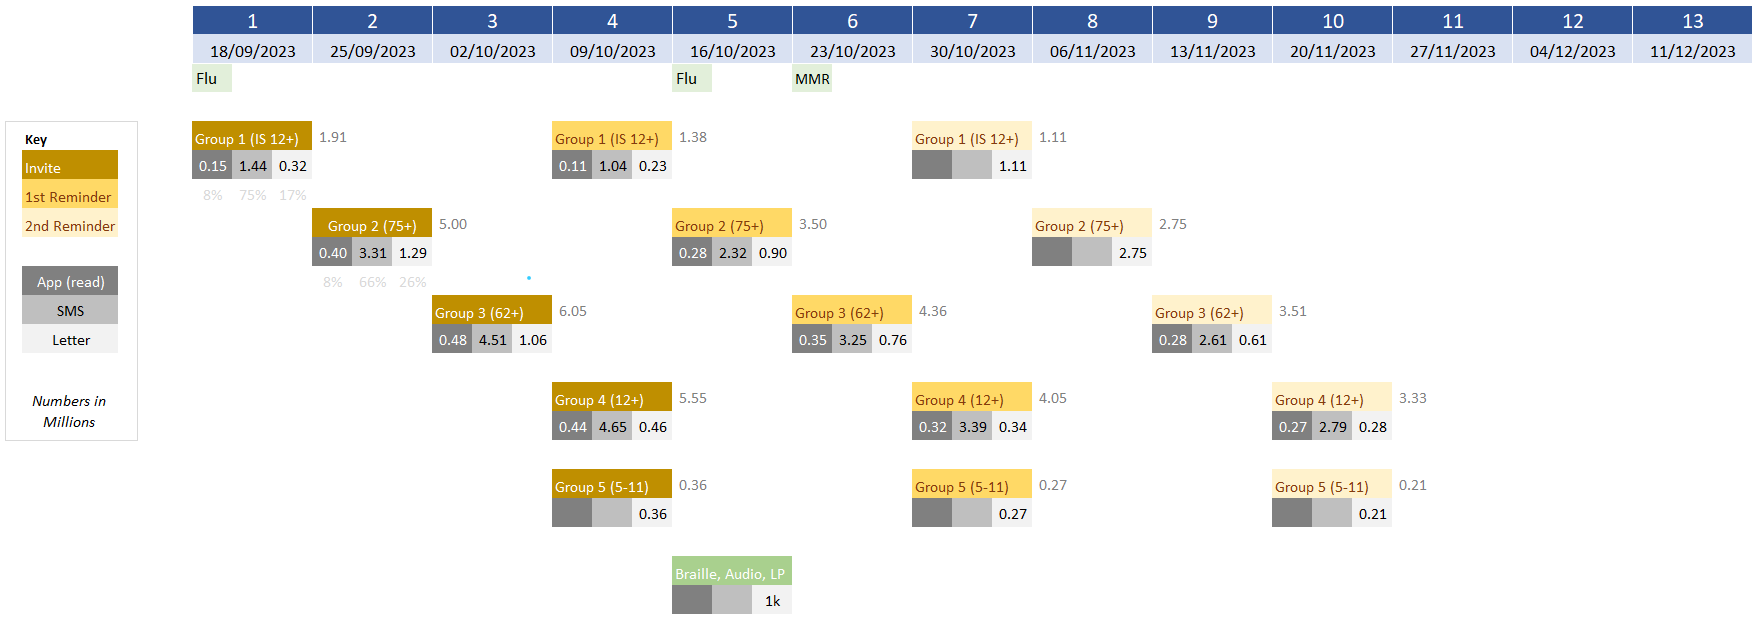 1 2 3 4 5 6 7 8 9 10 11 12 13
18/09/2023 25/09/2023 02/10/2023 09/10/2023 16/10/2023 23/10/2023 30/10/2023 06/11/2023 13/11/2023 20/11/2023 27/11/2023 04/12/2023 11/12/2023
Flu Flu MMR
Key
Invite
1st Reminder
2nd Reminder
App (read)
SMS
Letter
Numbers in
Millions
Group 1 (IS 12+) 1.91 Group 1 (IS 12+) 1.38 Group 1 (IS 12+) 1.11
0.15 1.44 0.32 0.11 1.04 0.23 1.11
8% 75% 17%
Group 2 (75+) 5.00 Group 2 (75+) 3.50 Group 2 (75+) 2.75
0.40 3.31 1.29 0.28 2.32 0.90 2.75
8% 66% 26%
Group 3 (62+) 6.05 Group 3 (62+) 4.36 Group 3 (62+) 3.51
0.48 4.51 1.06 0.35 3.25 0.76 0.28 2.61 0.61
Group 4 (12+) 5.55 Group 4 (12+) 4.05 Group 4 (12+) 3.33
0.44 4.65 0.46 0.32 3.39 0.34 0.27 2.79 0.28
Group 5 (5-11) 0.36 Group 5 (5-11) 0.27 Group 5 (5-11) 0.21
0.36 0.27 0.21
Braille, Audio, LP
1k